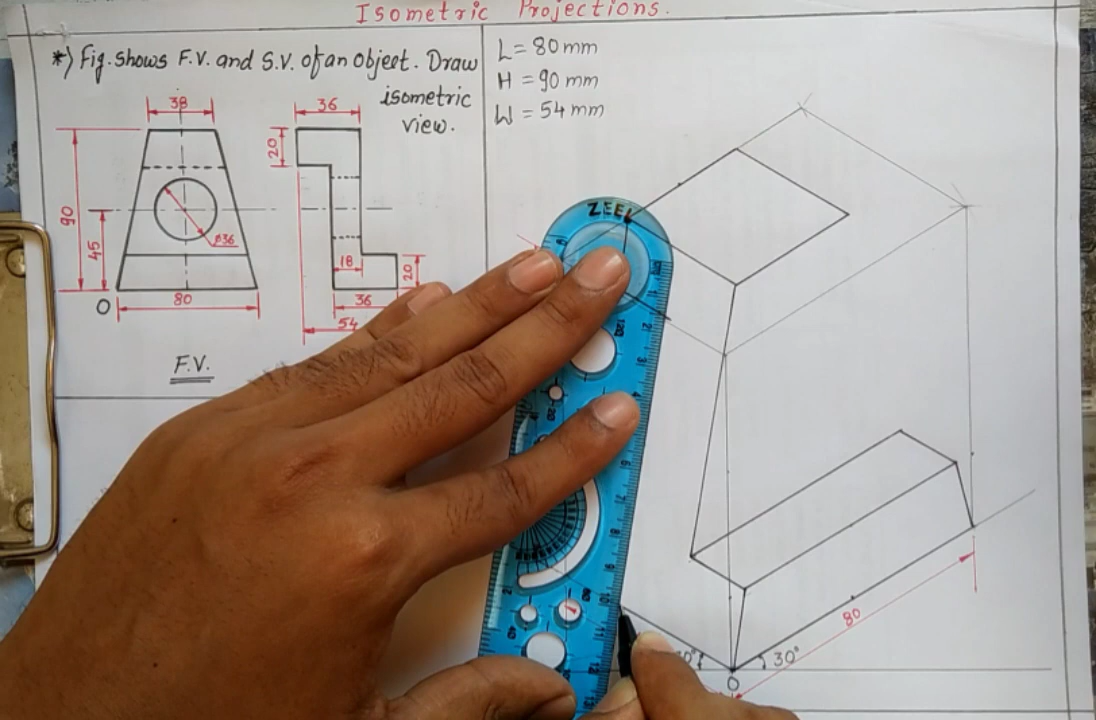 Isometric Projections.
*) Fig. shows F.V. and S.V. of an object. Draw
isometric
view.
L = 80 mm
H = 90 mm
W = 54 mm
38
36
20
90
45
ø36
18
20
O
80
36
54
F.V.
ZEEL
80
30°
O